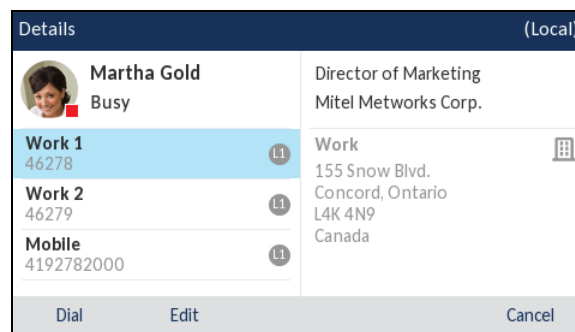 Details
(Local)
Martha Gold
Busy
Work 1
46278
L1
Work 2
46279
L1
Mobile
4192782000
L1
Director of Marketing
Mitel Metworks Corp.
Work
155 Snow Blvd.
Concord, Ontario
L4K 4N9
Canada
Dial
Edit
Cancel